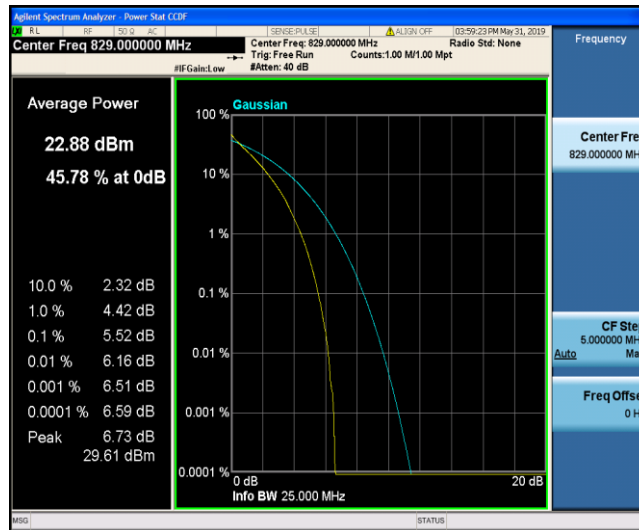 Agilent Spectrum Analyzer - Power Stat CCDF
RL RF 50 Ω AC SENSE:PULSE ALIGN OFF 03:59:23 PM May 31, 2019
Center Freq 829.000000 MHz
Center Freq: 829.000000 MHz Radio Std: None
Trig: Free Run Counts:1.00 M/1.00 Mpt
#IFGain:Low #Atten: 40 dB
Frequency
Average Power
22.88 dBm
45.78 % at 0dB
10.0 % 2.32 dB
1.0 % 4.42 dB
0.1 % 5.52 dB
0.01 % 6.16 dB
0.001 % 6.51 dB
0.0001 % 6.59 dB
Peak 6.73 dB
29.61 dBm
Gaussian
100 %
10 %
1 %
0.1 %
0.01 %
0.001 %
0.0001 %
0 dB 20 dB
Info BW 25.000 MHz
Center Fre
829.000000 MH
CF Ste
5.000000 MH
Auto Ma
Freq Offse
0 H
MSG STATUS